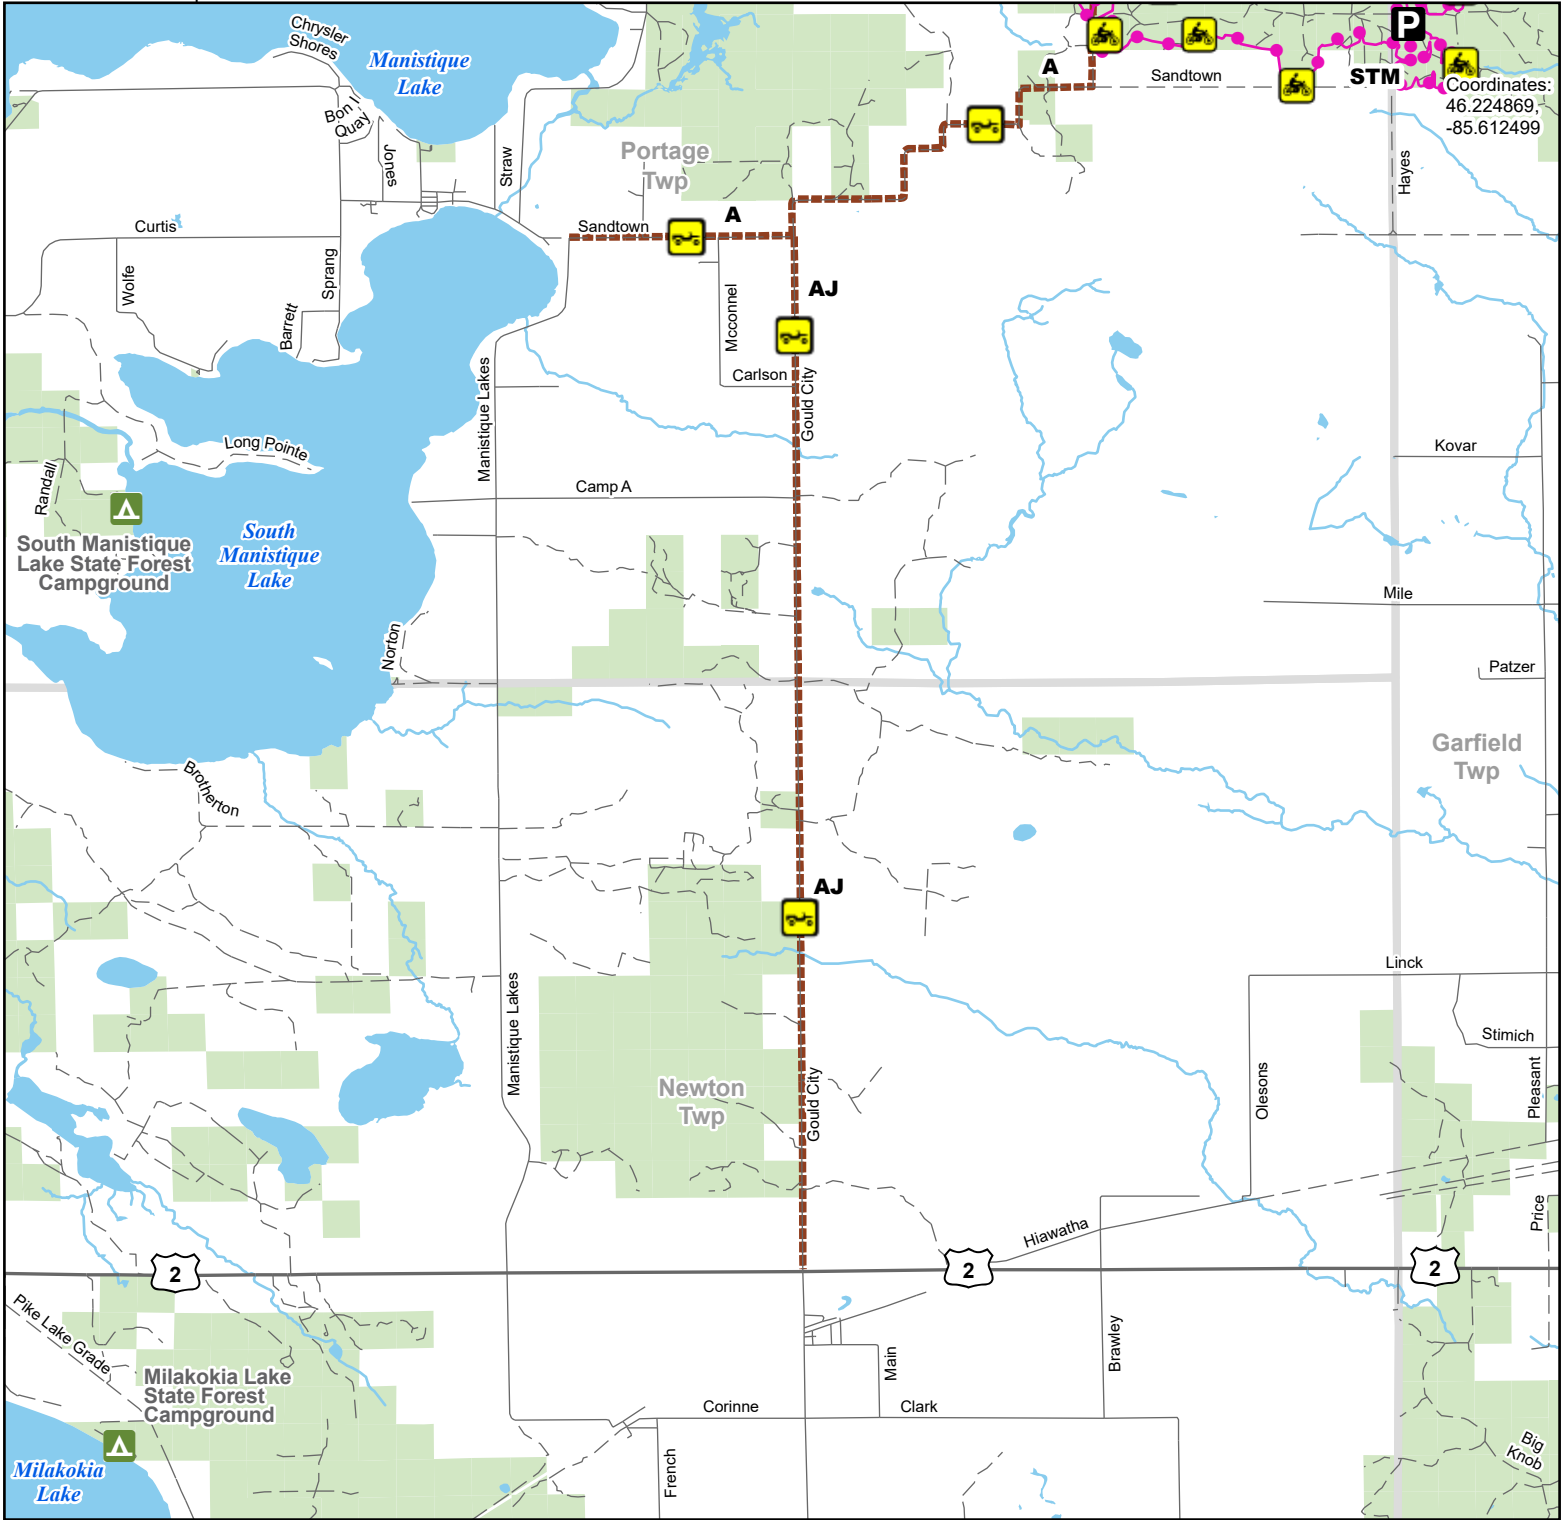 Chrysler
Shores
Manistique
Lake
Bon Ii
Quay
Jones
Straw
Portage
Twp
A
Sandtown
P
STM
Coordinates:
46.224869,
-85.612499
Hayes
Curtis
Sandtown
A
Wolfe
Sprang
Barrett
AJ
Mcconnel
Carlson
Gould City
Manistique Lakes
Long Pointe
Randall
Kovar
Camp A
South Manistique
Lake State Forest
Campground
South
Manistique
Lake
Mile
Norton
Patzer
Garfield
Twp
Brotherton
AJ
Linck
Manistique Lakes
Stimich
Newton
Twp
Gould City
Olesons
Pleasant
Hiawatha
Price
2
2
2
Pike Lake Grade
Milakokia Lake
State Forest
Campground
Main
Brawley
Corinne
Clark
Milakokia
Lake
French
Big
Knob